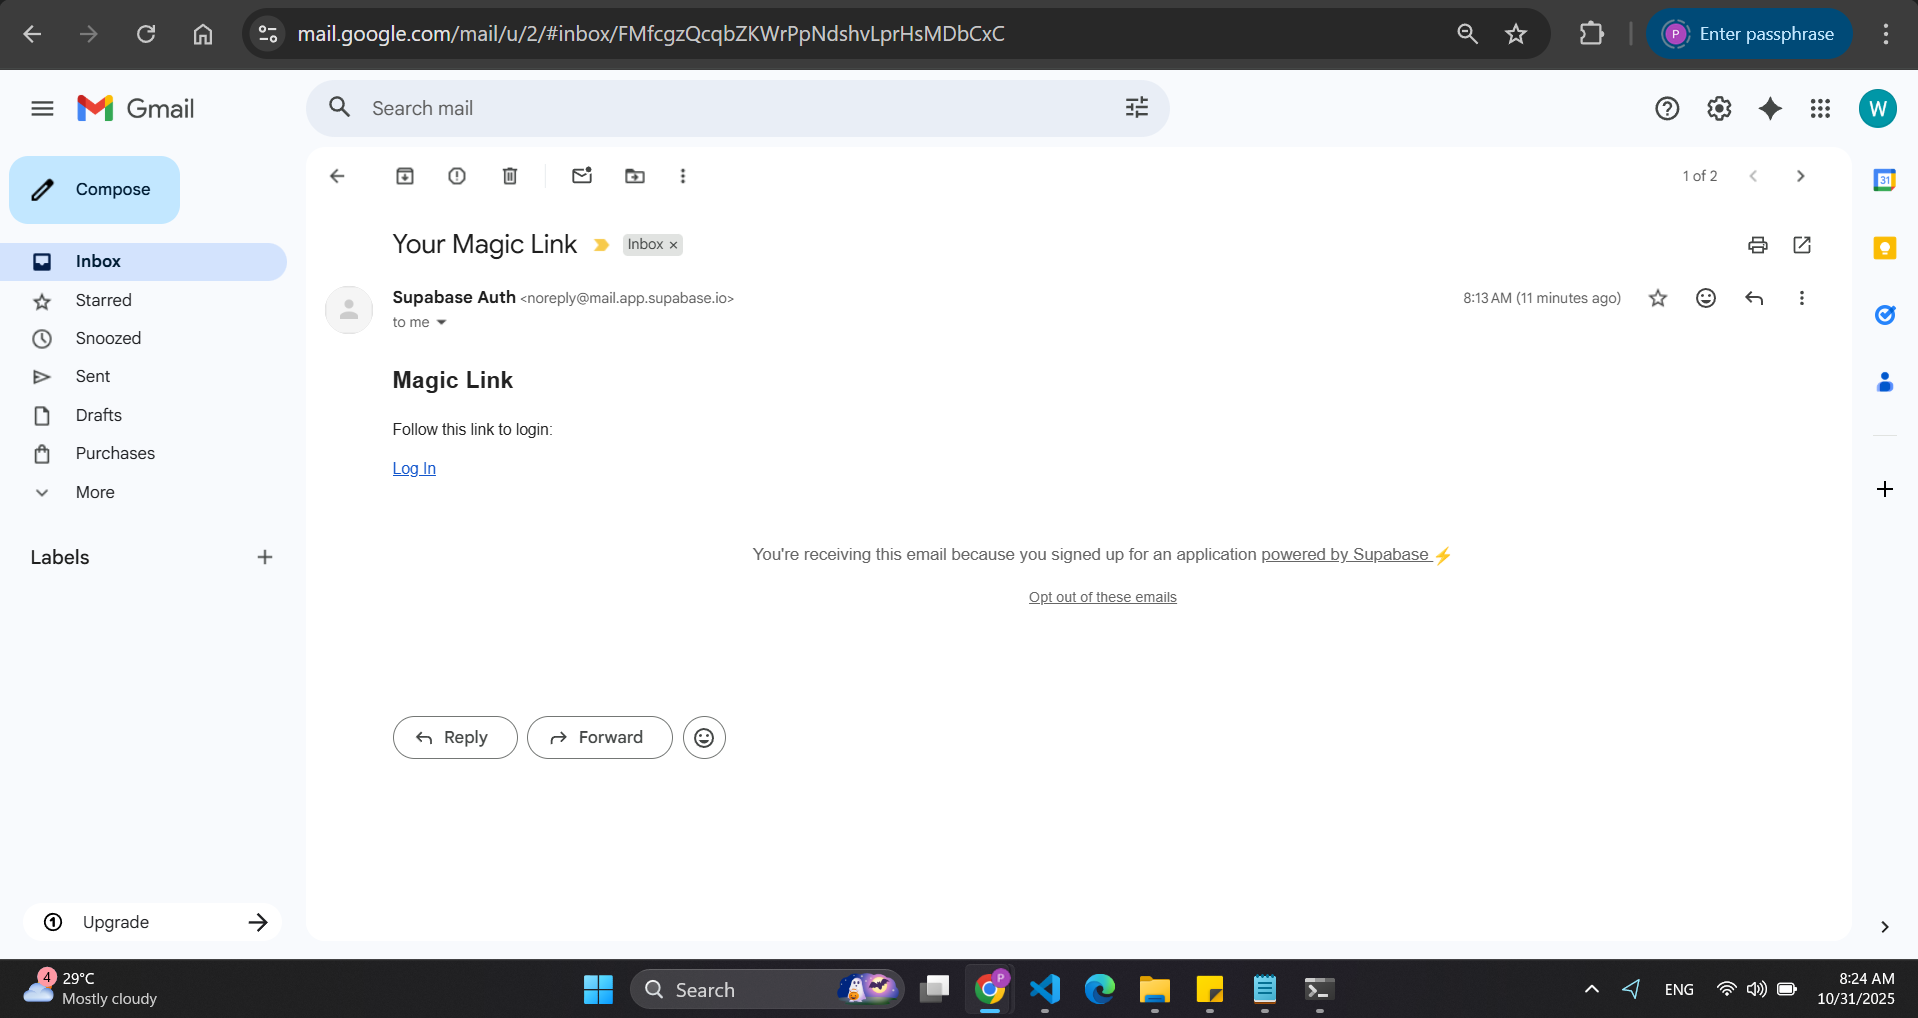 mail.google.com/mail/u/2/#inbox/FMfcgzQcqbZKWrPpNdshvLprHsMDbCxC
P
Enter passphrase
Gmail
Search mail
W
Compose
1 of 2
31
Your Magic Link
Inbox ×
Inbox
Starred
Snoozed
Sent
Drafts
Purchases
More
Labels
Supabase Auth <noreply@mail.app.supabase.io>
8:13 AM (11 minutes ago)
to me
Magic Link
Follow this link to login:
Log In
You're receiving this email because you signed up for an application powered by Supabase ⚡
Opt out of these emails
Reply
Forward
Upgrade
4
29°C
Mostly cloudy
Search
P
ENG
8:24 AM
10/31/2025